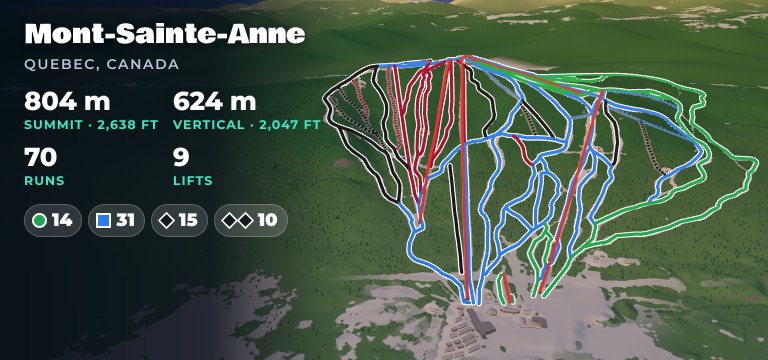 Mont-Sainte-Anne
QUEBEC, CANADA
804 m 624 m
SUMMIT · 2,638 FT VERTICAL · 2,047 FT
70 9
RUNS LIFTS
14 31 15 10